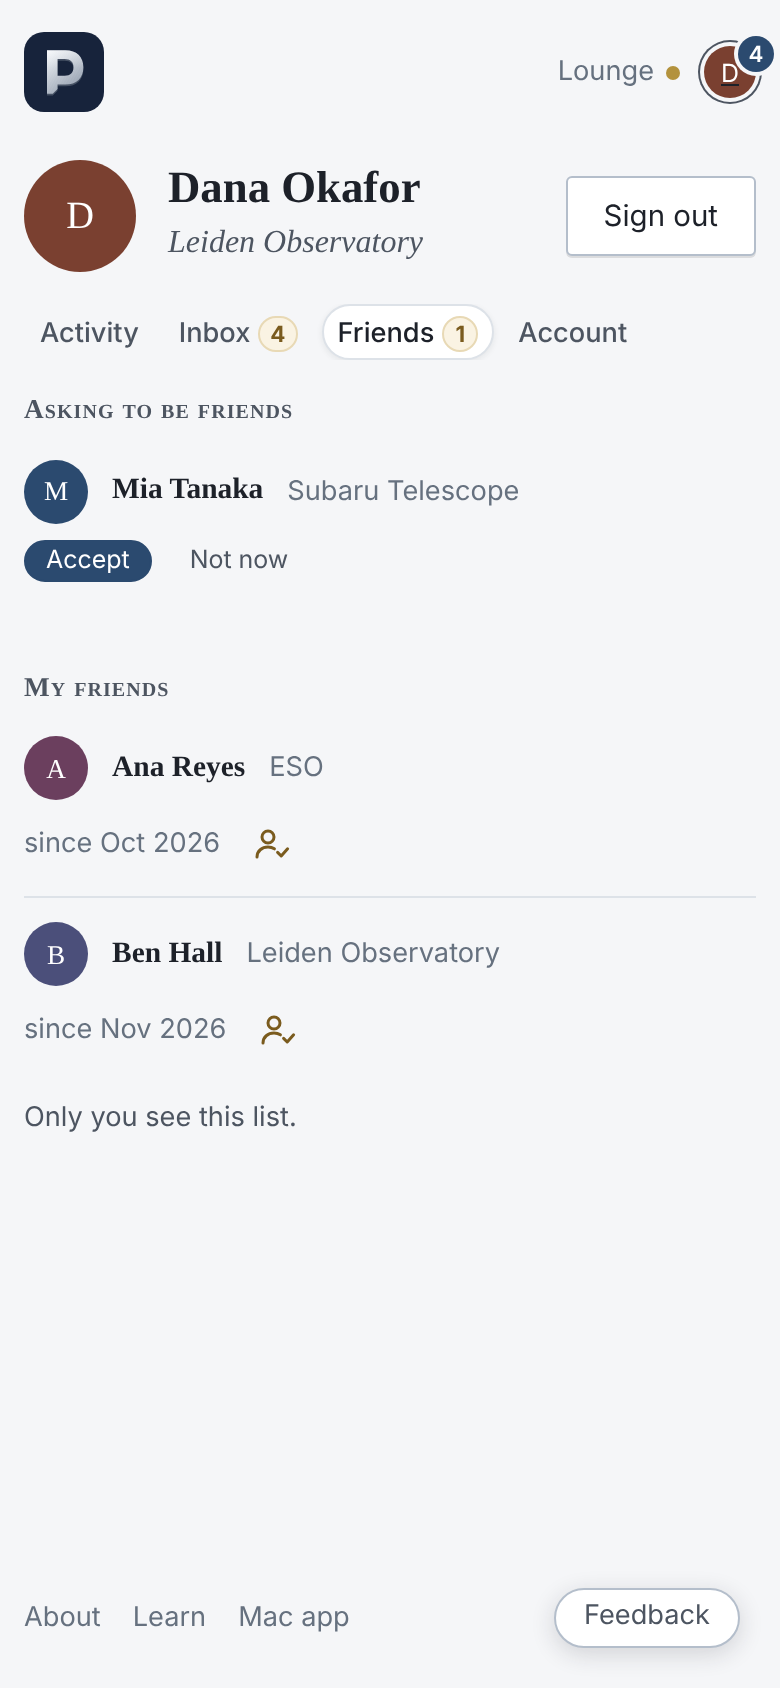 P
Lounge D 4
D Dana Okafor
Leiden Observatory
Sign out
Activity Inbox 4 Friends 1 Account
Asking to be friends
M Mia Tanaka Subaru Telescope
Accept Not now
My friends
A Ana Reyes ESO
since Oct 2026
B Ben Hall Leiden Observatory
since Nov 2026
Only you see this list.
About Learn Mac app Feedback